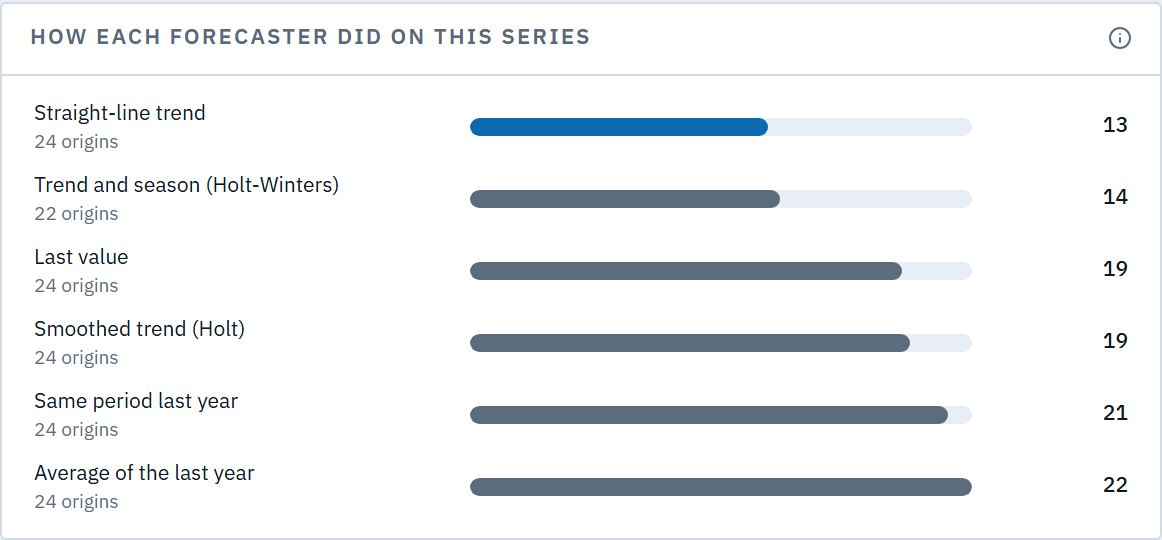 HOW EACH FORECASTER DID ON THIS SERIES
Straight-line trend
24 origins
13
Trend and season (Holt-Winters)
22 origins
14
Last value
24 origins
19
Smoothed trend (Holt)
24 origins
19
Same period last year
24 origins
21
Average of the last year
24 origins
22